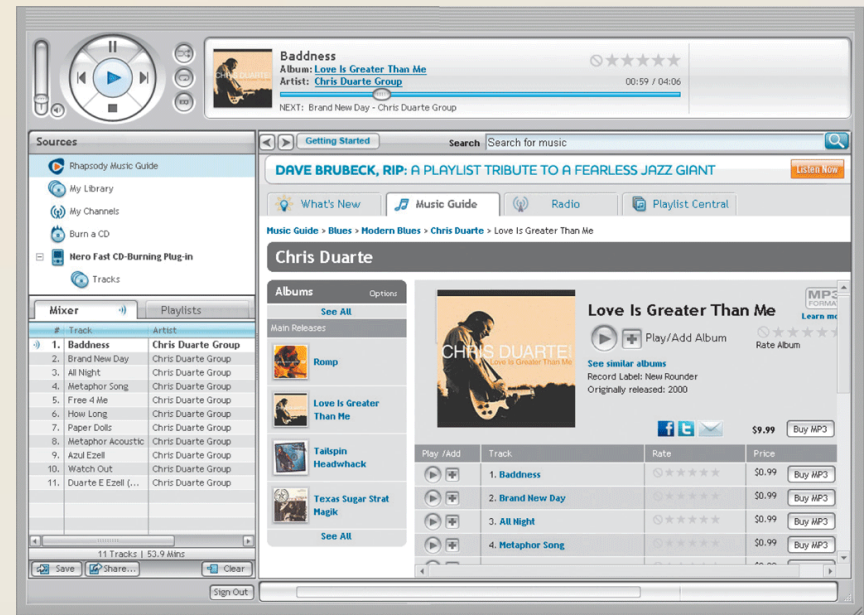 Baddness
Album: Love Is Greater Than Me
Artist: Chris Duarte Group
00:59 / 04:06
NEXT: Brand New Day - Chris Duarte Group
CHRIS DUARTE
Sources
Rhapsody Music Guide
My Library
My Channels
Burn a CD
Nero Fast CD-Burning Plug-in
Tracks
Mixer
Playlists
# Track Artist
1. Baddness Chris Duarte Group
2. Brand New Day Chris Duarte Group
3. All Night Chris Duarte Group
4. Metaphor Song Chris Duarte Group
5. Free 4 Me Chris Duarte Group
6. How Long Chris Duarte Group
7. Paper Dolls Chris Duarte Group
8. Metaphor Acoustic Chris Duarte Group
9. Azul Ezell Chris Duarte Group
10. Watch Out Chris Duarte Group
11. Duarte E Ezell (... Chris Duarte Group
11 Tracks | 53.9 Mins
Save Share... Clear
Sign Out
Getting Started
Search Search for music
DAVE BRUBECK, RIP: A PLAYLIST TRIBUTE TO A FEARLESS JAZZ GIANT
Listen Now
What's New Music Guide Radio Playlist Central
Music Guide > Blues > Modern Blues > Chris Duarte > Love Is Greater Than Me
Chris Duarte
Albums Options
See All
Main Releases
Romp
Love Is Greater
Than Me
Tailspin
Headwhack
Texas Sugar Strat
Magik
See All
CHRIS DUARTE
Love Is Greater Than Me
Love Is Greater Than Me
MP3
FORMA
Learn mo
Play/Add Album
Rate Album
See similar albums
Record Label: New Rounder
Originally released: 2000
$9.99 Buy MP3
Play /Add Track Rate Price
1. Baddness $0.99 Buy MP3
2. Brand New Day $0.99 Buy MP3
3. All Night $0.99 Buy MP3
4. Metaphor Song $0.99 Buy MP3